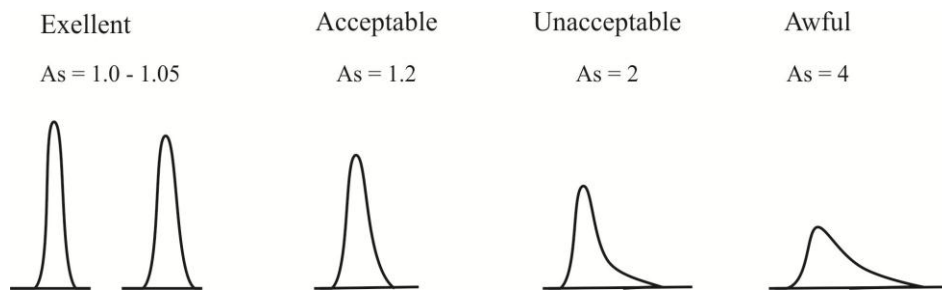 Exellent Acceptable Unacceptable Awful
As = 1.0 - 1.05 As = 1.2 As = 2 As = 4